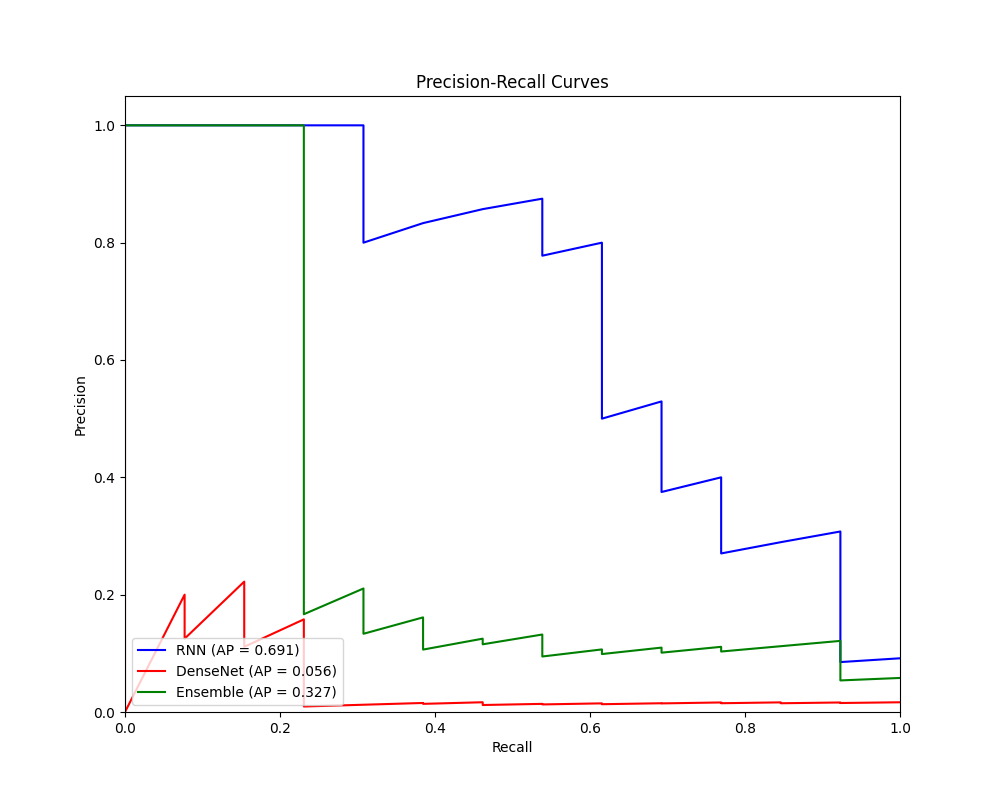 Precision-Recall Curves
Precision
1.0
0.8
0.6
0.4
0.2
0.0
RNN (AP = 0.691)
DenseNet (AP = 0.056)
Ensemble (AP = 0.327)
0.0 0.2 0.4 0.6 0.8 1.0
Recall